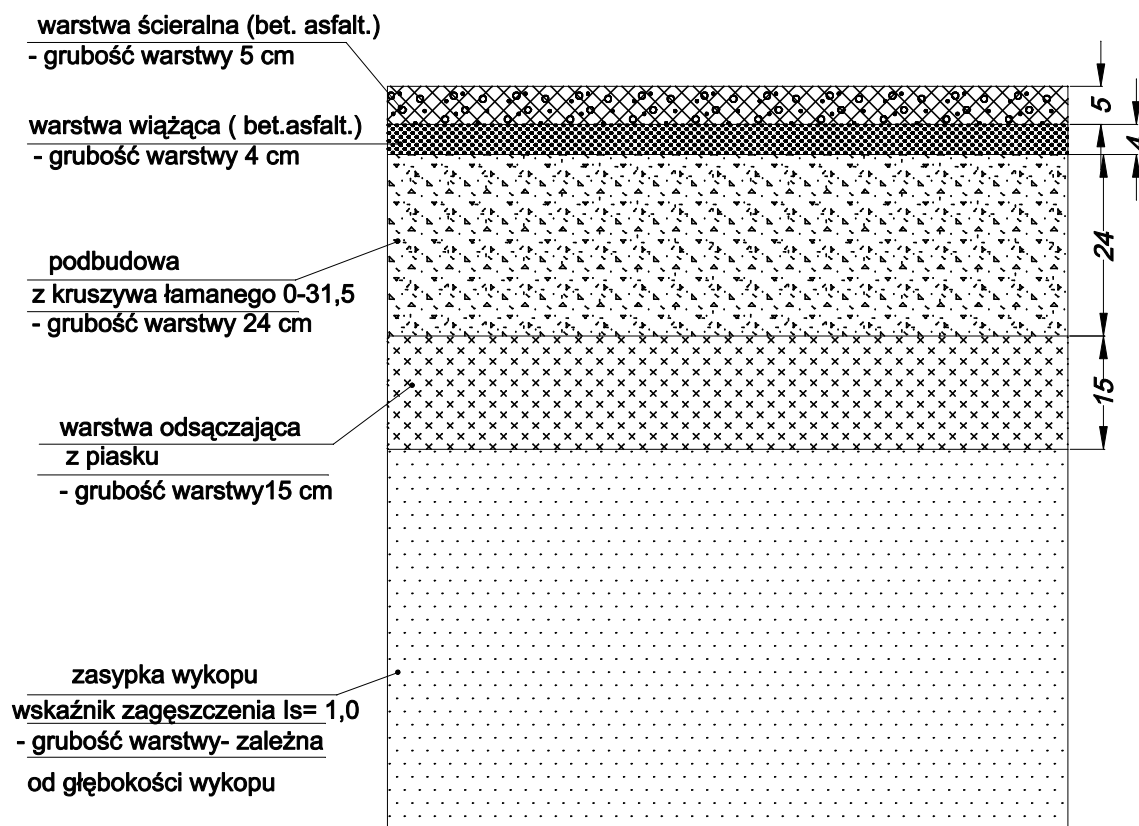 warstwa ścieralna (bet. asfalt.)
- grubość warstwy 5 cm
warstwa wiążąca ( bet.asfalt.)
- grubość warstwy 4 cm
podbudowa
z kruszywa łamanego 0-31,5
- grubość warstwy 24 cm
warstwa odsączająca
z piasku
- grubość warstwy15 cm
zasypka wykopu
wskaźnik zagęszczenia Is= 1,0
- grubość warstwy- zależna
od głębokości wykopu
5
4
24
15